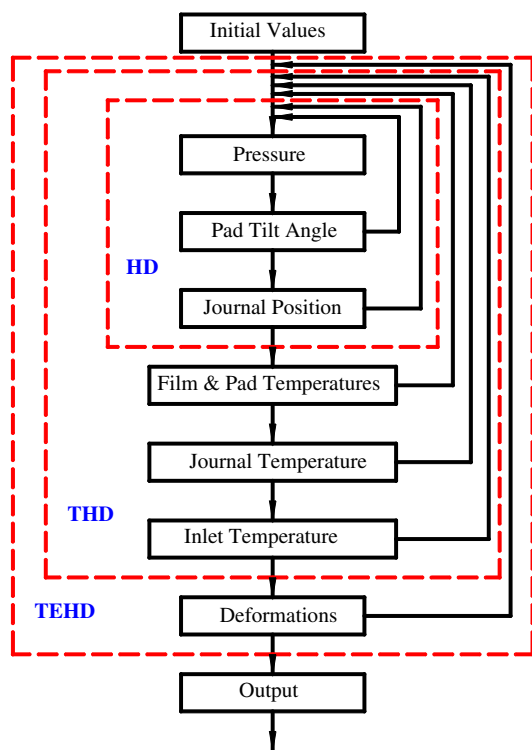 Initial Values
Pressure
Pad Tilt Angle
HD
Journal Position
Film & Pad Temperatures
Journal Temperature
THD
Inlet Temperature
TEHD
Deformations
Output